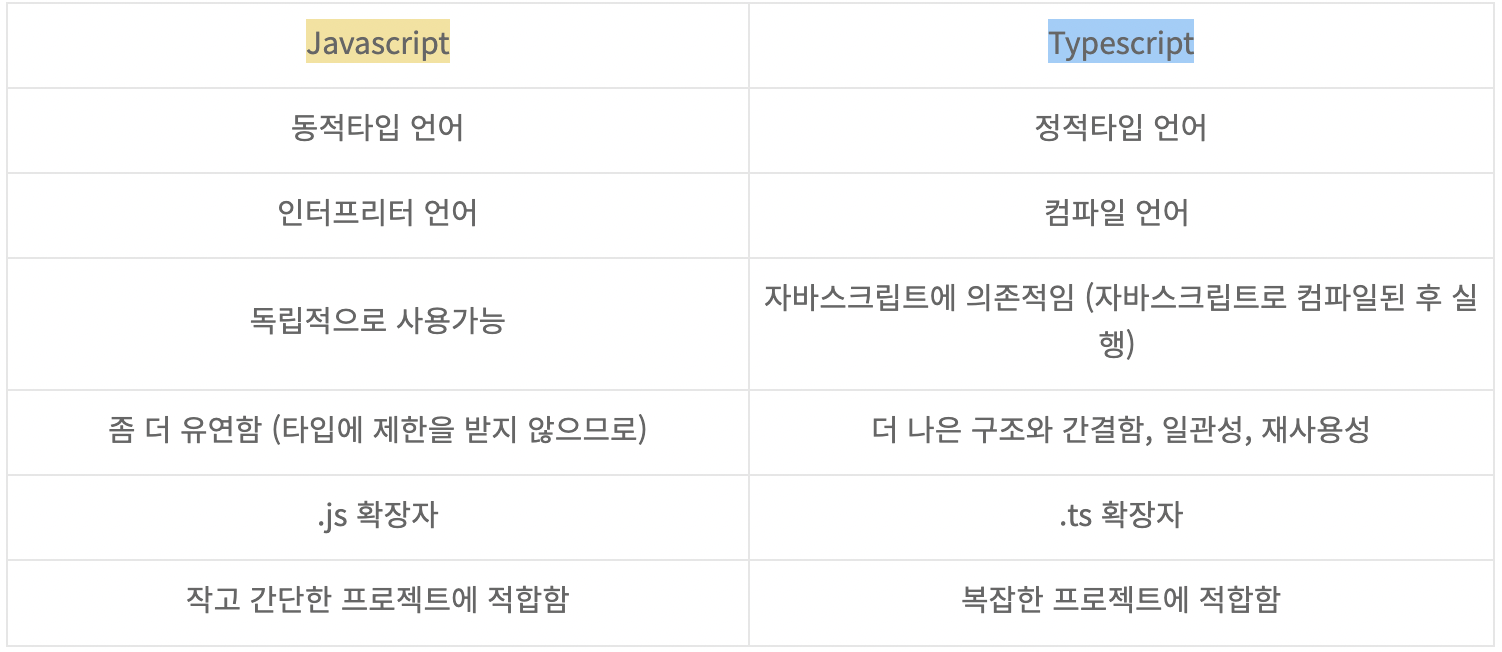 Javascript
Typescript
동적타입 언어
정적타입 언어
인터프리터 언어
컴파일 언어
독립적으로 사용가능
자바스크립트에 의존적임 (자바스크립트로 컴파일된 후 실
행)
좀 더 유연함 (타입에 제한을 받지 않으므로)
더 나은 구조와 간결함, 일관성, 재사용성
.js 확장자
.ts 확장자
작고 간단한 프로젝트에 적합함
복잡한 프로젝트에 적합함